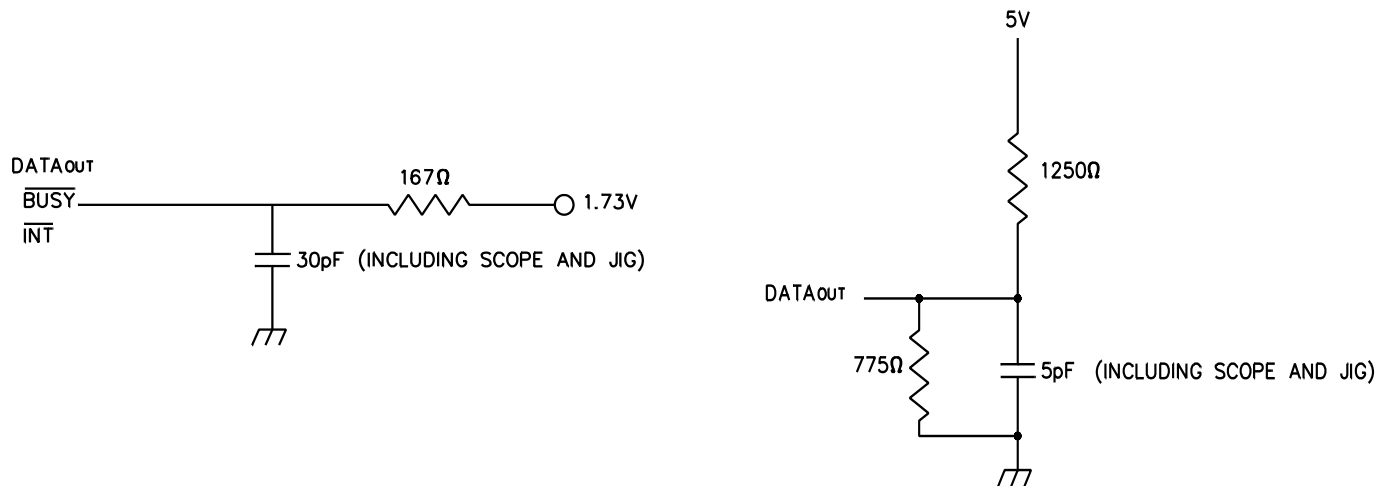 DATAOUT
BUSY
INT
167Ω
1.73V
30pF (INCLUDING SCOPE AND JIG)
5V
1250Ω
DATAOUT
775Ω
5pF (INCLUDING SCOPE AND JIG)